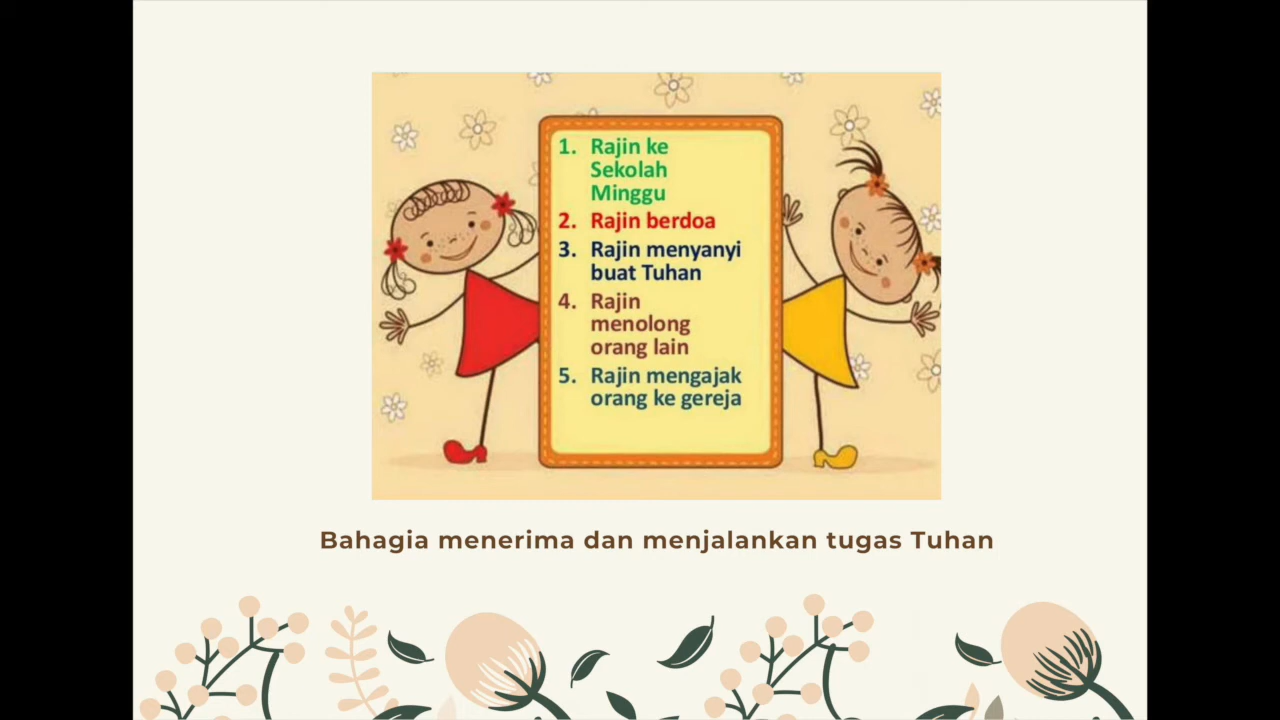 1. Rajin ke
Sekolah
Minggu
2. Rajin berdoa
3. Rajin menyanyi
buat Tuhan
4. Rajin
menolong
orang lain
5. Rajin mengajak
orang ke gereja
Bahagia menerima dan menjalankan tugas Tuhan